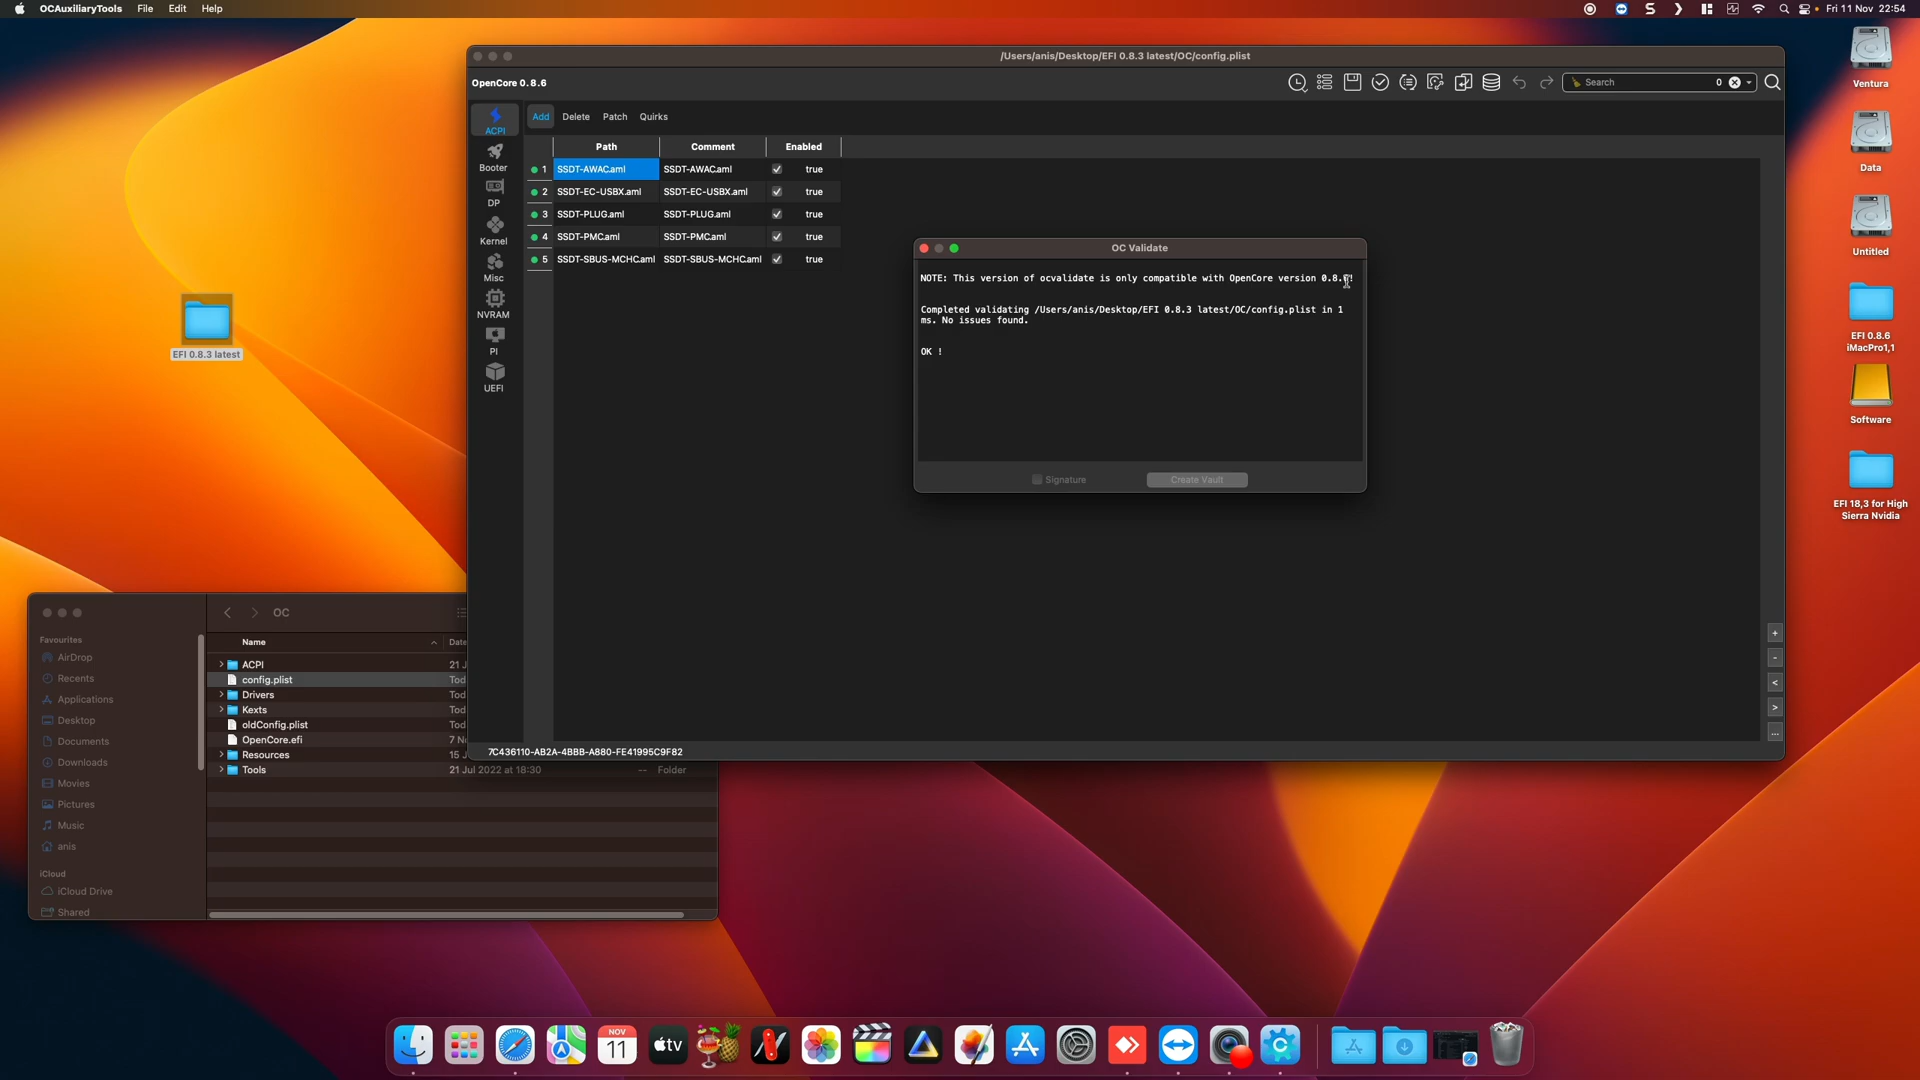 OCAuxiliaryTools File Edit Help
Fri 11 Nov 22:54
/Users/anis/Desktop/EFI 0.8.3 latest/OC/config.plist
OpenCore 0.8.6
Search 0
ACPI
Booter
DP
Kernel
Misc
NVRAM
PI
UEFI
Add Delete Patch Quirks
Path Comment Enabled
1 SSDT-AWAC.aml SSDT-AWAC.aml true
2 SSDT-EC-USBX.aml SSDT-EC-USBX.aml true
3 SSDT-PLUG.aml SSDT-PLUG.aml true
4 SSDT-PMC.aml SSDT-PMC.aml true
5 SSDT-SBUS-MCHC.aml SSDT-SBUS-MCHC.aml true
OC Validate
NOTE: This version of ocvalidate is only compatible with OpenCore version
Completed validating /Users/anis/Desktop/EFI 0.8.3 latest/OC/config.plist in 1
ms. No issues found.
OK !
Signature Create Vault
+
-
<
>
...
7C436110-AB2A-4BBB-A880-FE41995C9F82
EFI 0.8.3 latest
OC
Favourites
AirDrop
Recents
Applications
Desktop
Documents
Downloads
Movies
Pictures
Music
anis
iCloud
iCloud Drive
Shared
Name Date
ACPI 21 J
config.plist Tod
Drivers Tod
Kexts Tod
oldConfig.plist Tod
OpenCore.efi 7 N
Resources 15 J
Tools 21 Jul 2022 at 18:30 -- Folder
Ventura
Data
Untitled
EFI 0.8.6
iMacPro1,1
Software
EFI 18,3 for High
Sierra Nvidia
NOV
11
tv